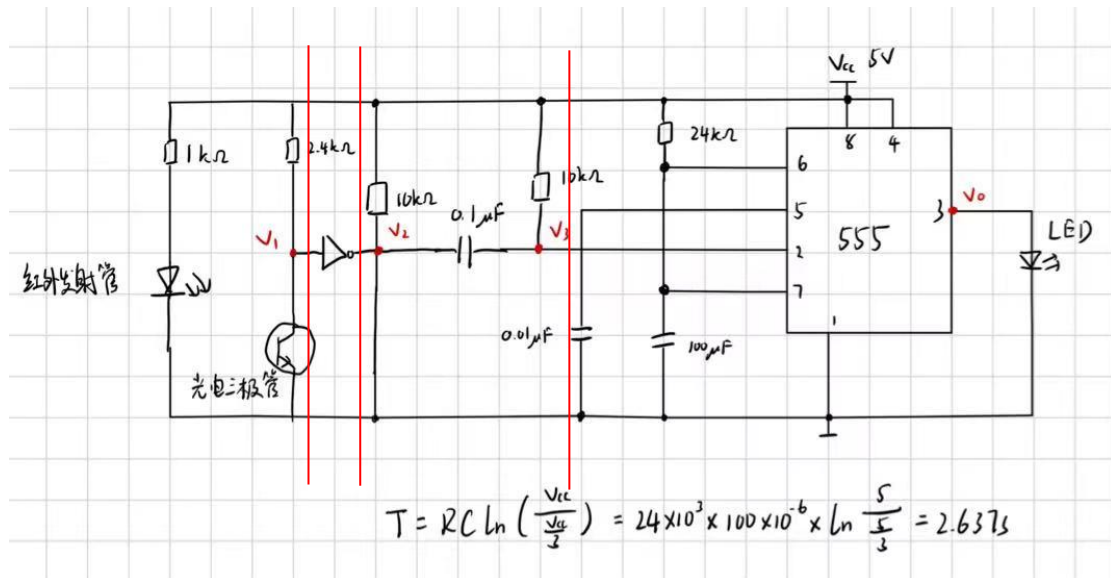 Vcc 5V
1kΩ
2.4kΩ
10kΩ
10kΩ
24kΩ
8
4
6
5
2
7
1
3
555
V1
V2
0.1μF
V3
V0
LED
红外发射管
光电三极管
0.01μF
100μF
T = RC ln ( Vcc / Vcc/3 ) = 24×10³ × 100×10⁻⁶ × ln 5 / 5/3 = 2.637s